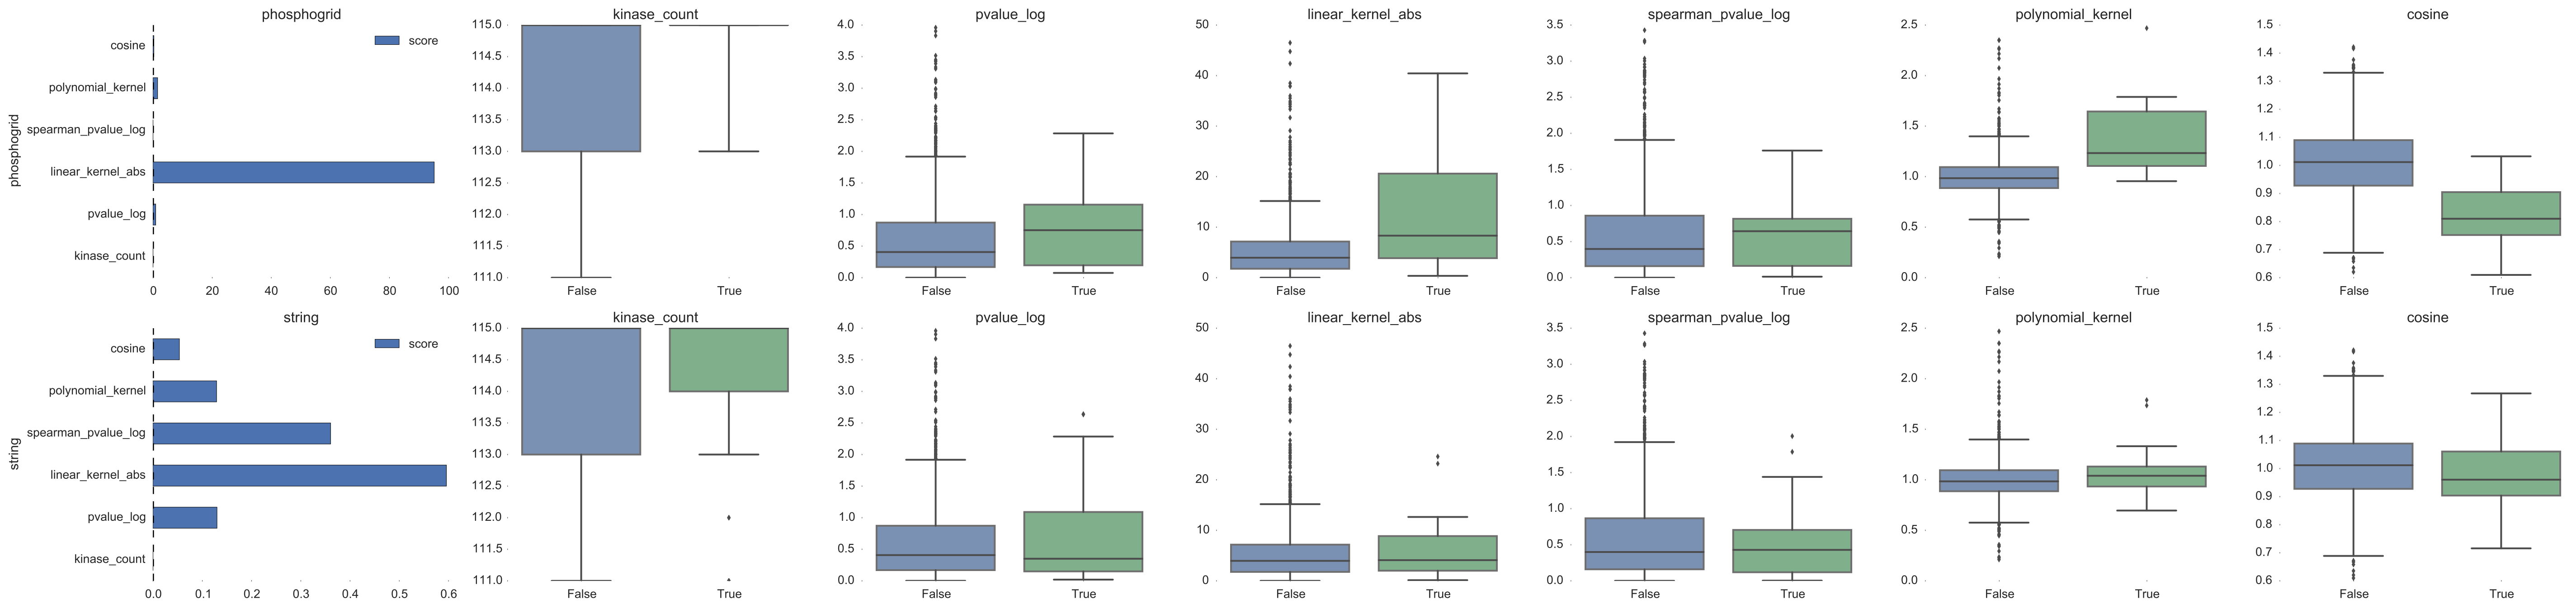 phosphogrid
phosphogrid
cosine
polynomial_kernel
spearman_pvalue_log
linear_kernel_abs
pvalue_log
kinase_count
score
0 20 40 60 80 100
kinase_count
115.0
114.5
114.0
113.5
113.0
112.5
112.0
111.5
111.0
False True
pvalue_log
4.0
3.5
3.0
2.5
2.0
1.5
1.0
0.5
0.0
False True
linear_kernel_abs
50
40
30
20
10
0
False True
spearman_pvalue_log
3.5
3.0
2.5
2.0
1.5
1.0
0.5
0.0
False True
polynomial_kernel
2.5
2.0
1.5
1.0
0.5
0.0
False True
cosine
1.5
1.4
1.3
1.2
1.1
1.0
0.9
0.8
0.7
0.6
False True
string
string
cosine
polynomial_kernel
spearman_pvalue_log
linear_kernel_abs
pvalue_log
kinase_count
score
0.0 0.1 0.2 0.3 0.4 0.5 0.6
kinase_count
115.0
114.5
114.0
113.5
113.0
112.5
112.0
111.5
111.0
False True
pvalue_log
4.0
3.5
3.0
2.5
2.0
1.5
1.0
0.5
0.0
False True
linear_kernel_abs
50
40
30
20
10
0
False True
spearman_pvalue_log
3.5
3.0
2.5
2.0
1.5
1.0
0.5
0.0
False True
polynomial_kernel
2.5
2.0
1.5
1.0
0.5
0.0
False True
cosine
1.5
1.4
1.3
1.2
1.1
1.0
0.9
0.8
0.7
0.6
False True